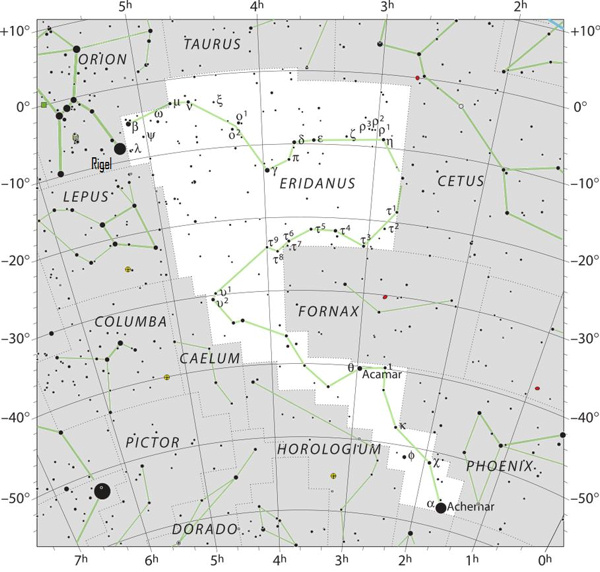 5h 4h 3h 2h
+10° TAURUS +10°
ORION
0° μ ν ξ 0°
β ω ο¹ ρ³ ρ²
ψ ο² δ ε ζ ρ¹ η
Rigel λ π
γ
−10° ERIDANUS CETUS −10°
LEPUS
τ¹
τ⁶ τ⁵ τ⁴ τ²
τ⁹ τ⁷ τ³
−20° τ⁸ −20°
υ¹
υ²
FORNAX
−30° COLUMBA −30°
CAELUM
θ ι
Acamar
−40° κ −40°
PICTOR HOROLOGIUM φ χ PHOENIX
−50° α Achernar −50°
DORADO
7h 6h 5h 4h 3h 2h 1h 0h